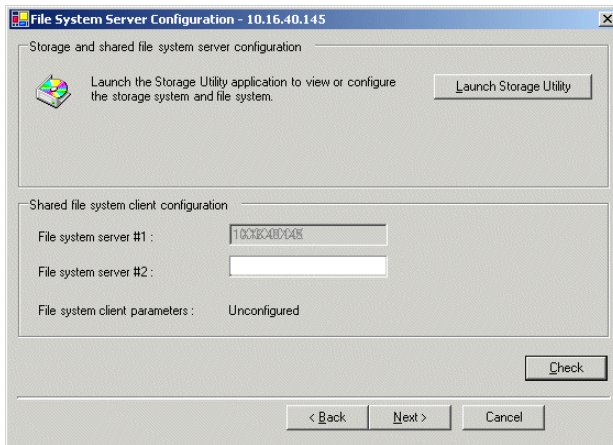 File System Server Configuration - 10.16.40.145
Storage and shared file system server configuration
Launch the Storage Utility application to view or configure
the storage system and file system.
Launch Storage Utility
Shared file system client configuration
File system server #1 :
File system server #2 :
File system client parameters :
Unconfigured
Check
< Back
Next >
Cancel